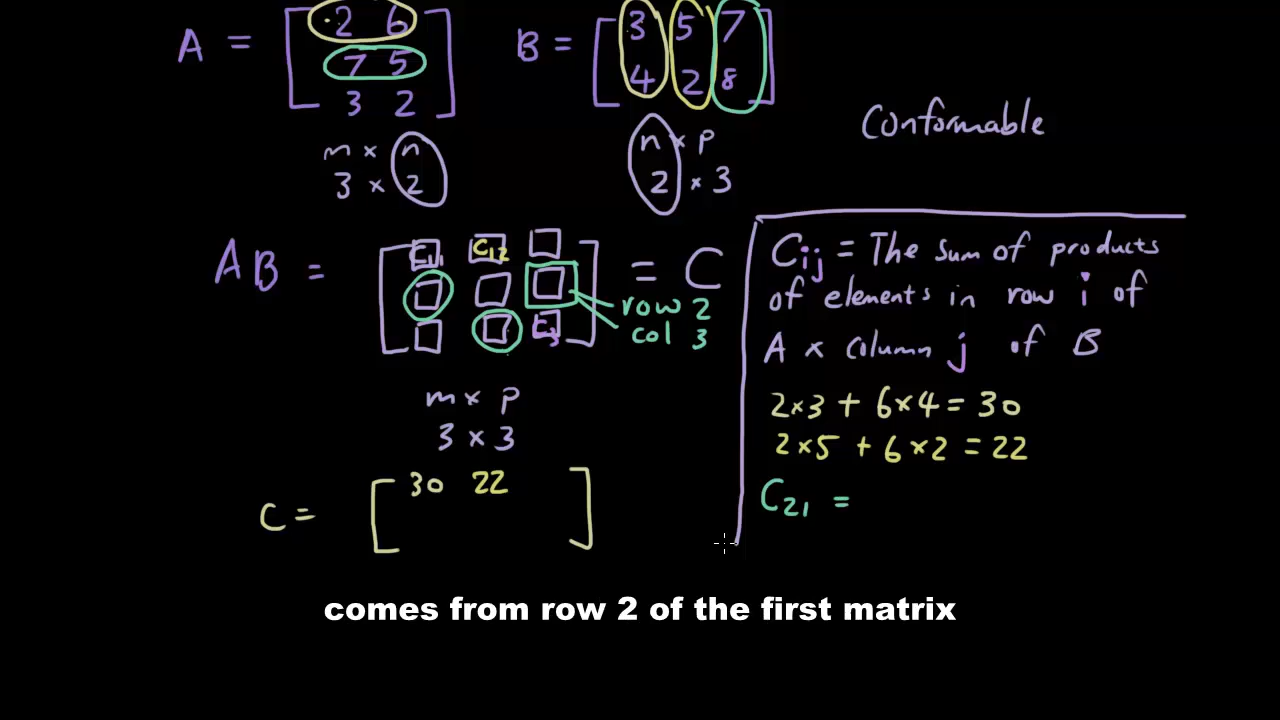 A = [ 2 6 B = [ 3 5 7 ]
7 5
3 2 ] 4 2 8
Conformable
m × n n × p
3 × 2 2 × 3
AB = [ C11 C12 ] = C
row 2
col 3
Cij = The sum of products
of elements in row i of
A × column j of B
m × p
3 × 3
2×3 + 6×4 = 30
2×5 + 6×2 = 22
C = [ 30 22 ]
C21 =
comes from row 2 of the first matrix